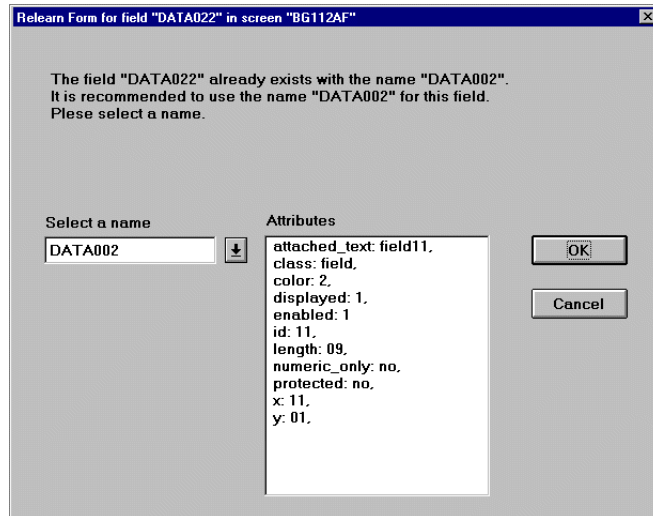 Relearn Form for field "DATA022" in screen "BG112AF"
The field "DATA022" already exists with the name "DATA002".
It is recommended to use the name "DATA002" for this field.
Plese select a name.
Select a name
DATA002
Attributes
attached_text: field11,
class: field,
color: 2,
displayed: 1,
enabled: 1
id: 11,
length: 09,
numeric_only: no,
protected: no,
x: 11,
y: 01,
OK
Cancel